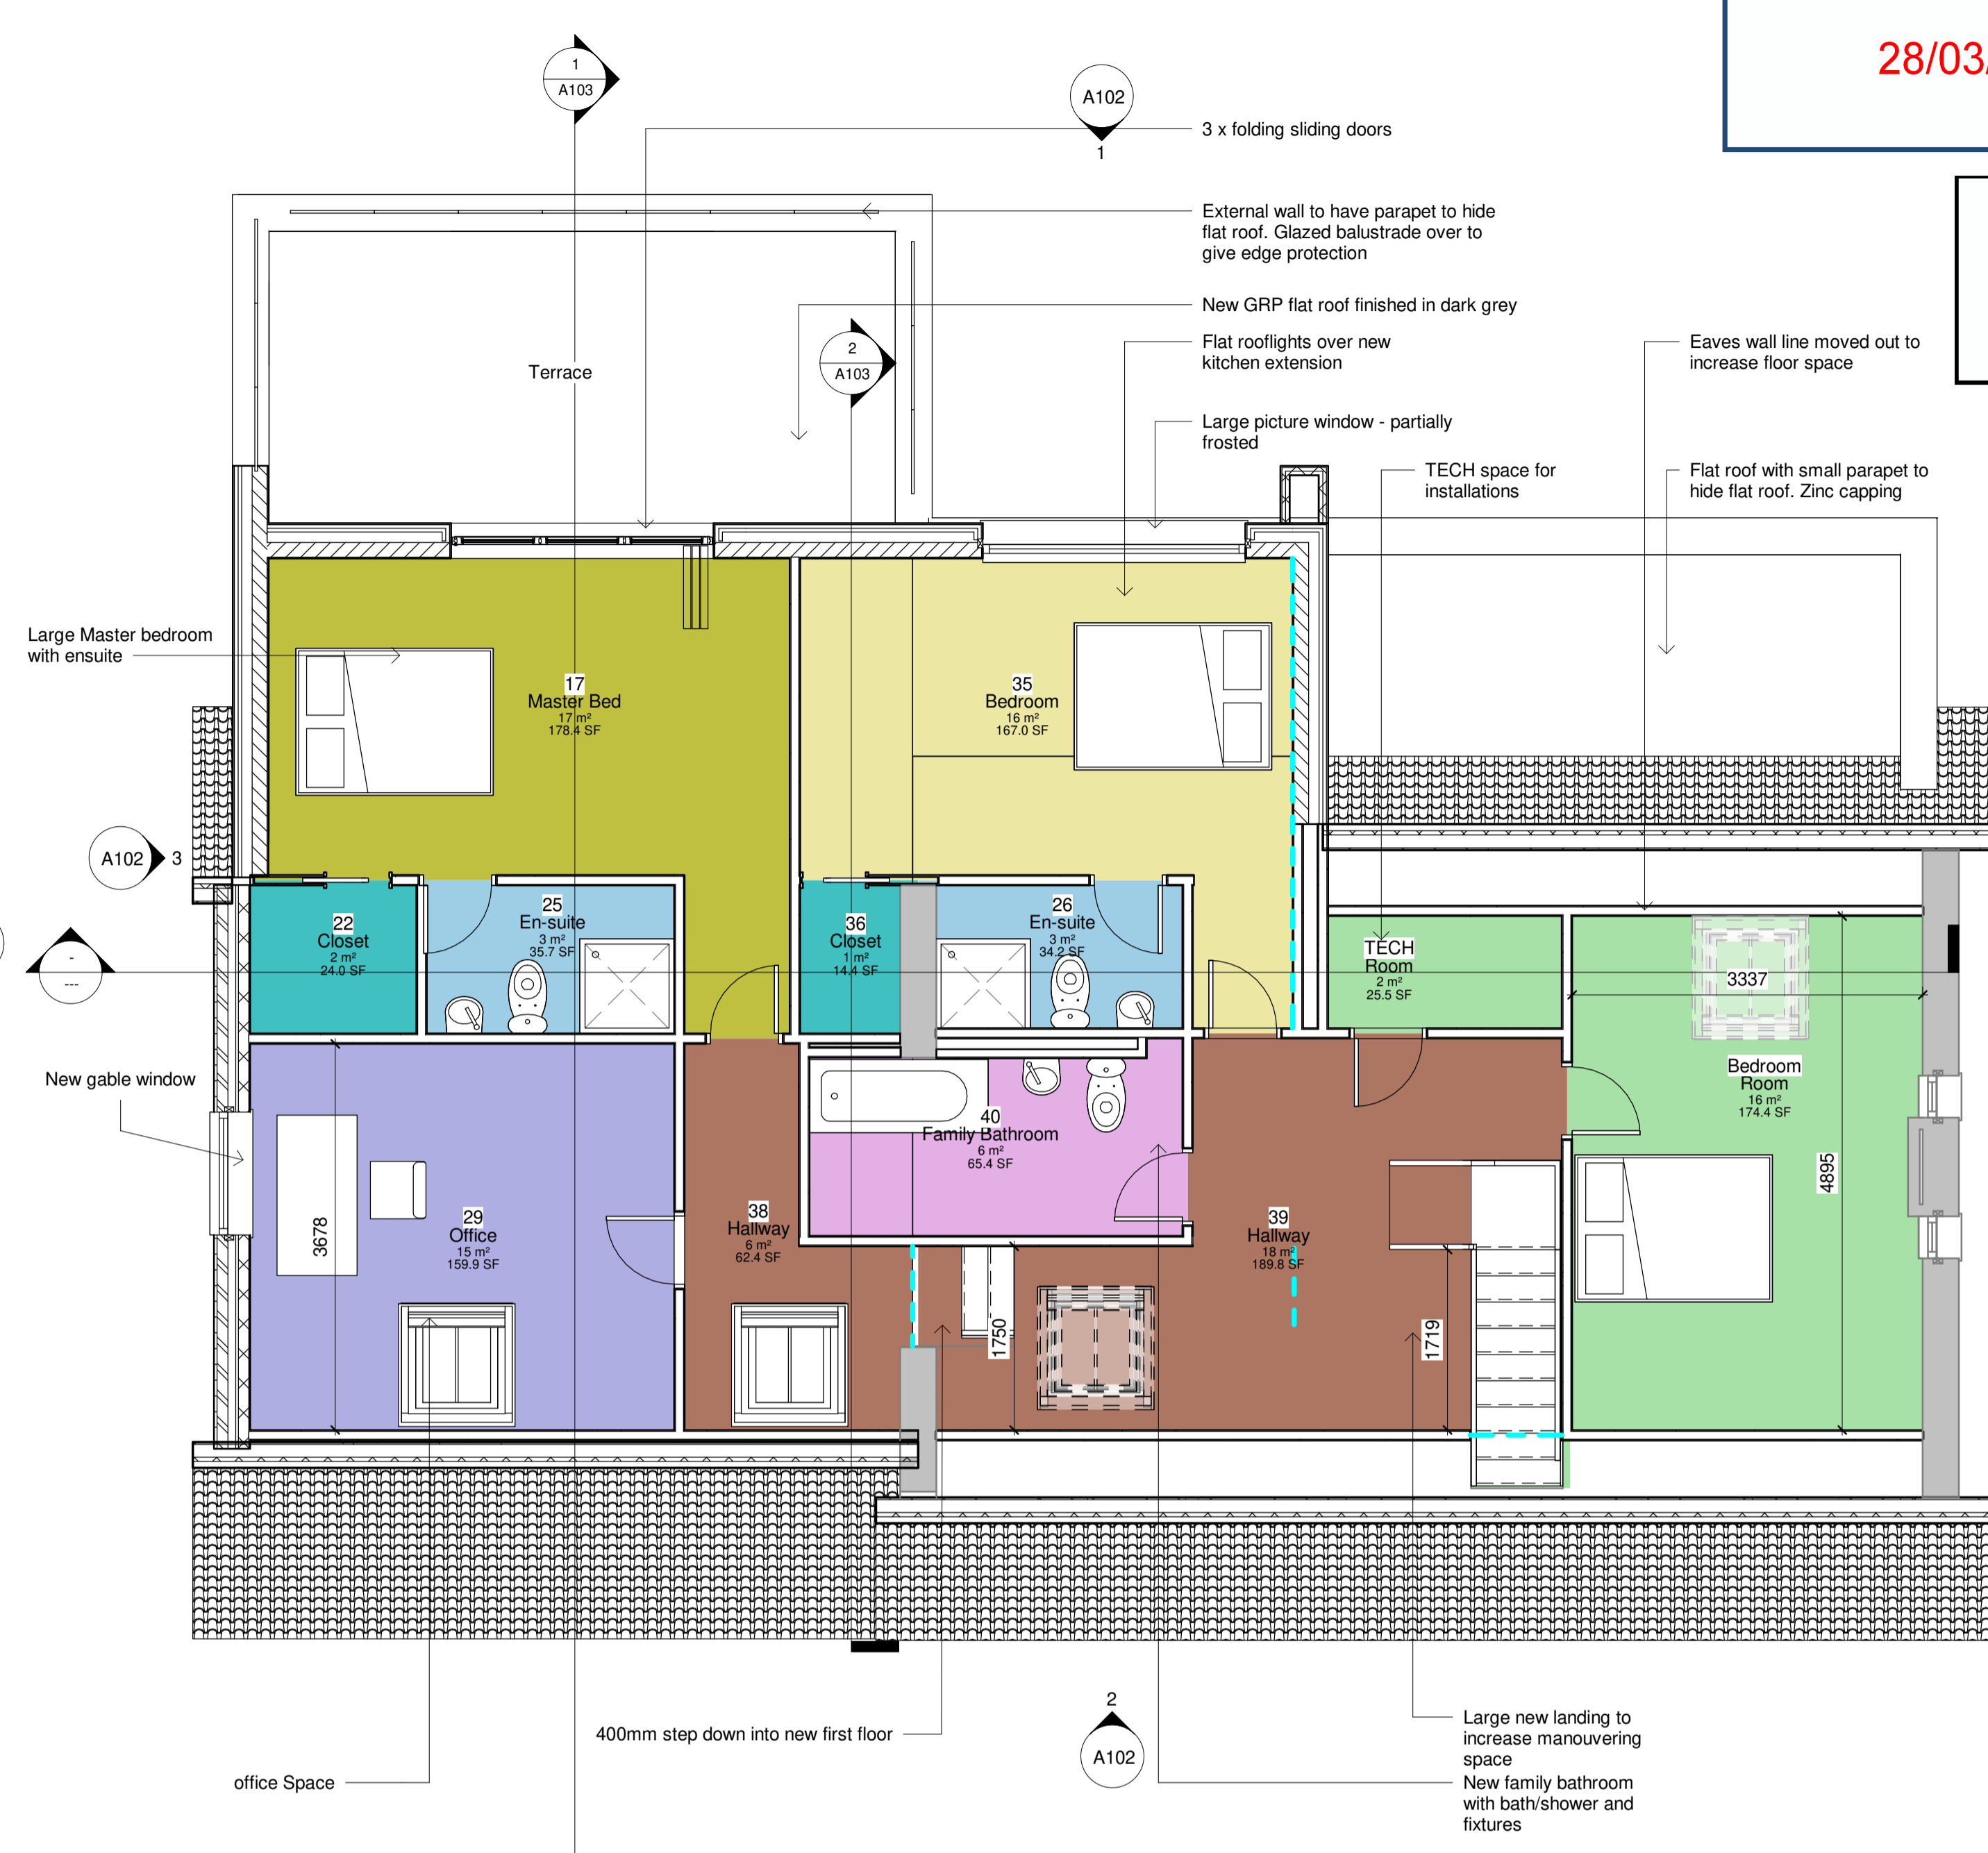 28/03/
1
A103
A102
1
3 x folding sliding doors
External wall to have parapet to hide
flat roof. Glazed balustrade over to
give edge protection
New GRP flat roof finished in dark grey
Flat rooflights over new
kitchen extension
Eaves wall line moved out to
increase floor space
2
A103
Terrace
Large picture window - partially
frosted
TECH space for
installations
Flat roof with small parapet to
hide flat roof. Zinc capping
Large Master bedroom
with ensuite
17
Master Bed
17 m²
178.4 SF
35
Bedroom
16 m²
167.0 SF
A102
3
22
Closet
2 m²
24.0 SF
25
En-suite
3 m²
35.7 SF
36
Closet
1 m²
14.4 SF
26
En-suite
3 m²
34.2 SF
TECH
Room
2 m²
25.5 SF
3337
-
---
New gable window
Bedroom
Room
16 m²
174.4 SF
40
Family Bathroom
6 m²
65.4 SF
4895
3678
29
Office
15 m²
159.9 SF
38
Hallway
6 m²
62.4 SF
39
Hallway
18 m²
189.8 SF
1750
1719
2
A102
400mm step down into new first floor
Large new landing to
increase manouvering
space
office Space
New family bathroom
with bath/shower and
fixtures